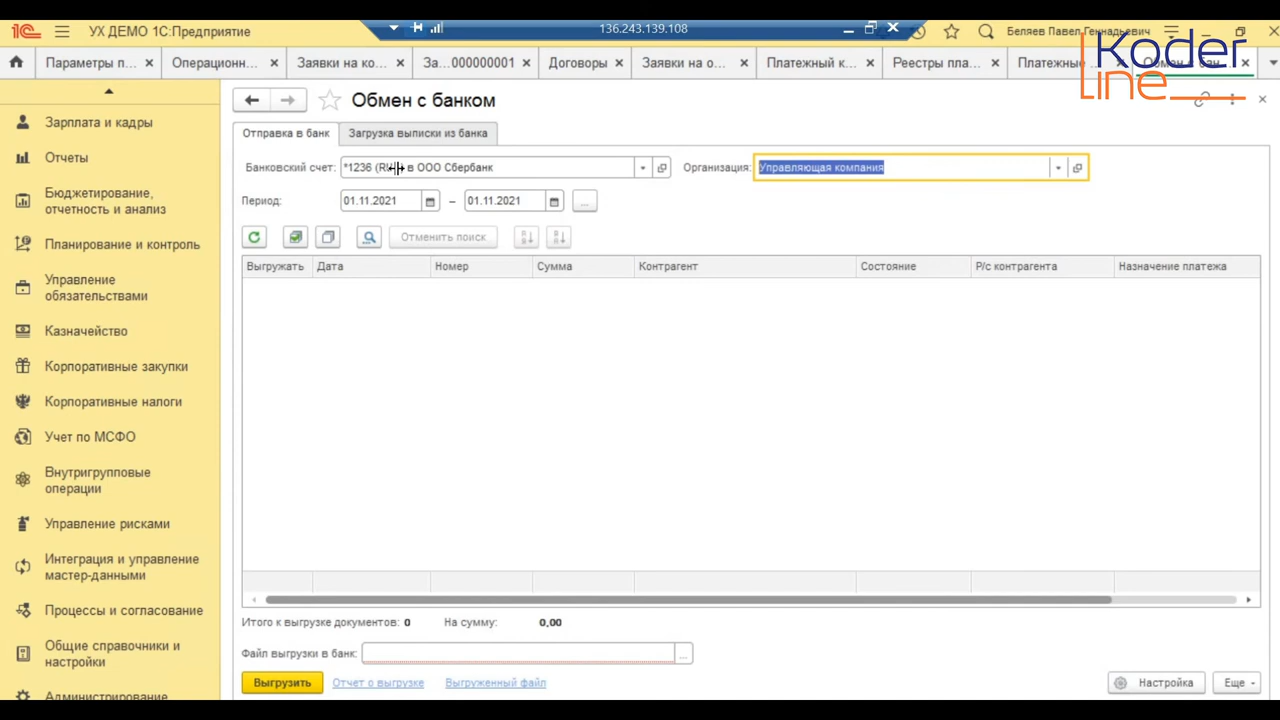 УХ ДЕМО 1С:Предприятие
136.243.139.108
Беляев Павел Геннадьевич
Koder
line
Параметры п...
Операционн...
Заявки на ко...
За...000000001
Договоры
Заявки на о...
Платежный к...
Реестры пла...
Платежные
Обмен с бан...
Обмен с банком
Отправка в банк
Загрузка выписки из банка
Банковский счет:
*1236
в ООО Сбербанк
Организация:
Управляющая компания
Период:
01.11.2021
–
01.11.2021
...
Отменить поиск
Выгружать
Дата
Номер
Сумма
Контрагент
Состояние
Р/с контрагента
Назначение платежа
Итого к выгрузке документов: 0
На сумму: 0,00
Файл выгрузки в банк:
...
Выгрузить
Отчет о выгрузке
Выгруженный файл
Настройка
Еще
Зарплата и кадры
Отчеты
Бюджетирование,
отчетность и анализ
Планирование и контроль
Управление
обязательствами
Казначейство
Корпоративные закупки
Корпоративные налоги
Учет по МСФО
Внутригрупповые
операции
Управление рисками
Интеграция и управление
мастер-данными
Процессы и согласование
Общие справочники и
настройки
Администрирование